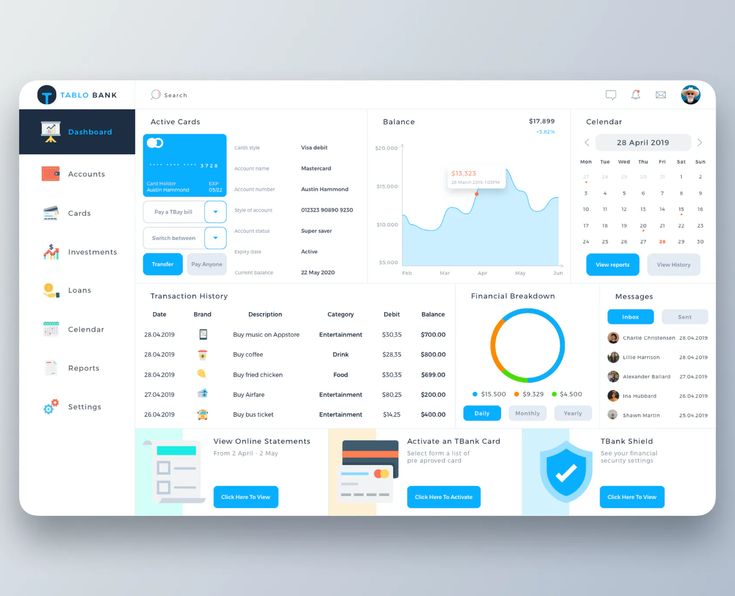 TABLO BANK
Search
Dashboard
Accounts
Cards
Investments
Loans
Calendar
Reports
Settings
Active Cards
3728
Card Holder EXP
Austin Hammond 05/22
Pay a TBay bill
Switch between
Transfer Pay Anyone
Cards style Visa debit
Account name Mastercard
Account number Austin Hammond
Style of account 012323 90890 9230
Account status Super saver
Expiry date Active
Current balance 22 May 2020
Balance $17,899
+3.62%
$20,000
$15,000
$10,000
$5,000
$13,323
28 March 2019, 1:03PM
Feb Mar Apr May Jun
Calendar
28 April 2019
Mon Tue Wed Thu Fri Sat Sun
27 28 29 30 31 1 2
3 4 5 6 7 8 9
10 11 12 13 14 15 16
17 18 19 20 21 22 23
24 25 26 27 28 29 30
View reports View History
Transaction History
Date Brand Description Category Debit Balance
28.04.2019 Buy music on Appstore Entertainment $30,35 $700.00
28.04.2019 Buy coffee Drink $28,35 $800.00
28.04.2019 Buy fried chicken Food $30,35 $699.00
27.04.2019 Buy Airfare Entertainment $80,25 $200.00
26.04.2019 Buy bus ticket Entertainment $14,25 $400.00
Financial Breakdown
$15.500 $9,329 $4.500
Daily Monthly Yearly
Messages
Inbox Sent
Charlie Christensen 28.04.2019
Lillie Harrison 28.04.2019
Alexander Ballard 27.04.2019
Ina Hubbard 26.04.2019
Shawn Martin 25.04.2019
View Online Statements
From 2 April - 2 May
Click Here To View
Activate an TBank Card
Select form a list of
pre aproved card
Click Here To Activate
TBank Shield
See your financial
security settings
Click Here To View